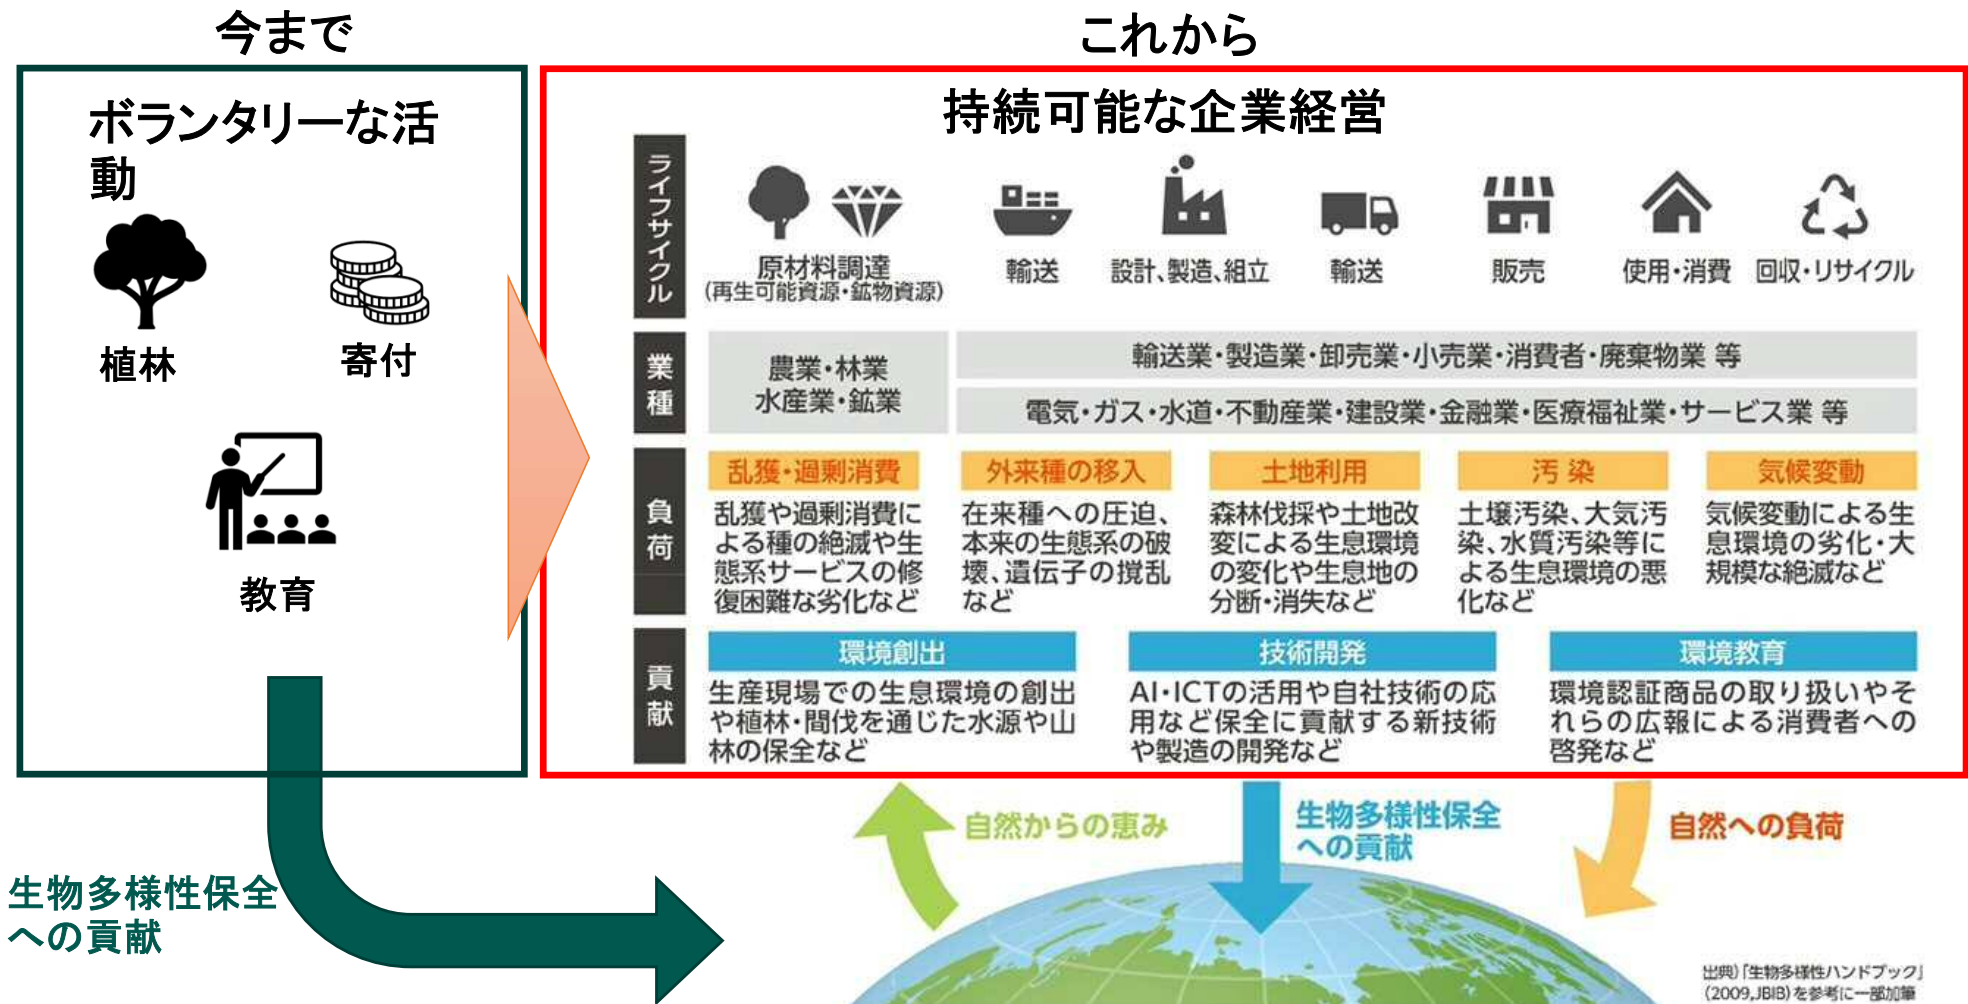 今まで
ボランタリーな活
動
植林
寄付
教育
生物多様性保全
への貢献
これから
持続可能な企業経営
ライフサイクル
原材料調達
(再生可能資源・鉱物資源)
輸送
設計、製造、組立
輸送
販売
使用・消費
回収・リサイクル
業種
農業・林業
水産業・鉱業
輸送業・製造業・卸売業・小売業・消費者・廃棄物業 等
電気・ガス・水道・不動産業・建設業・金融業・医療福祉業・サービス業 等
負荷
乱獲・過剰消費
乱獲や過剰消費に
よる種の絶滅や生
態系サービスの修
復困難な劣化など
外来種の移入
在来種への圧迫、
本来の生態系の破
壊、遺伝子の撹乱
など
土地利用
森林伐採や土地改
変による生息環境
の変化や生息地の
分断・消失など
汚 染
土壌汚染、大気汚
染、水質汚染等に
よる生息環境の悪
化など
気候変動
気候変動による生
息環境の劣化・大
規模な絶滅など
貢献
環境創出
生産現場での生息環境の創出
や植林・間伐を通じた水源や山
林の保全など
技術開発
AI・ICTの活用や自社技術の応
用など保全に貢献する新技術
や製造の開発など
環境教育
環境認証商品の取り扱いやそ
れらの広報による消費者への
啓発など
自然からの恵み
生物多様性保全
への貢献
自然への負荷
出典)「生物多様性ハンドブック」
(2009,JBIB)を参考に一部加筆